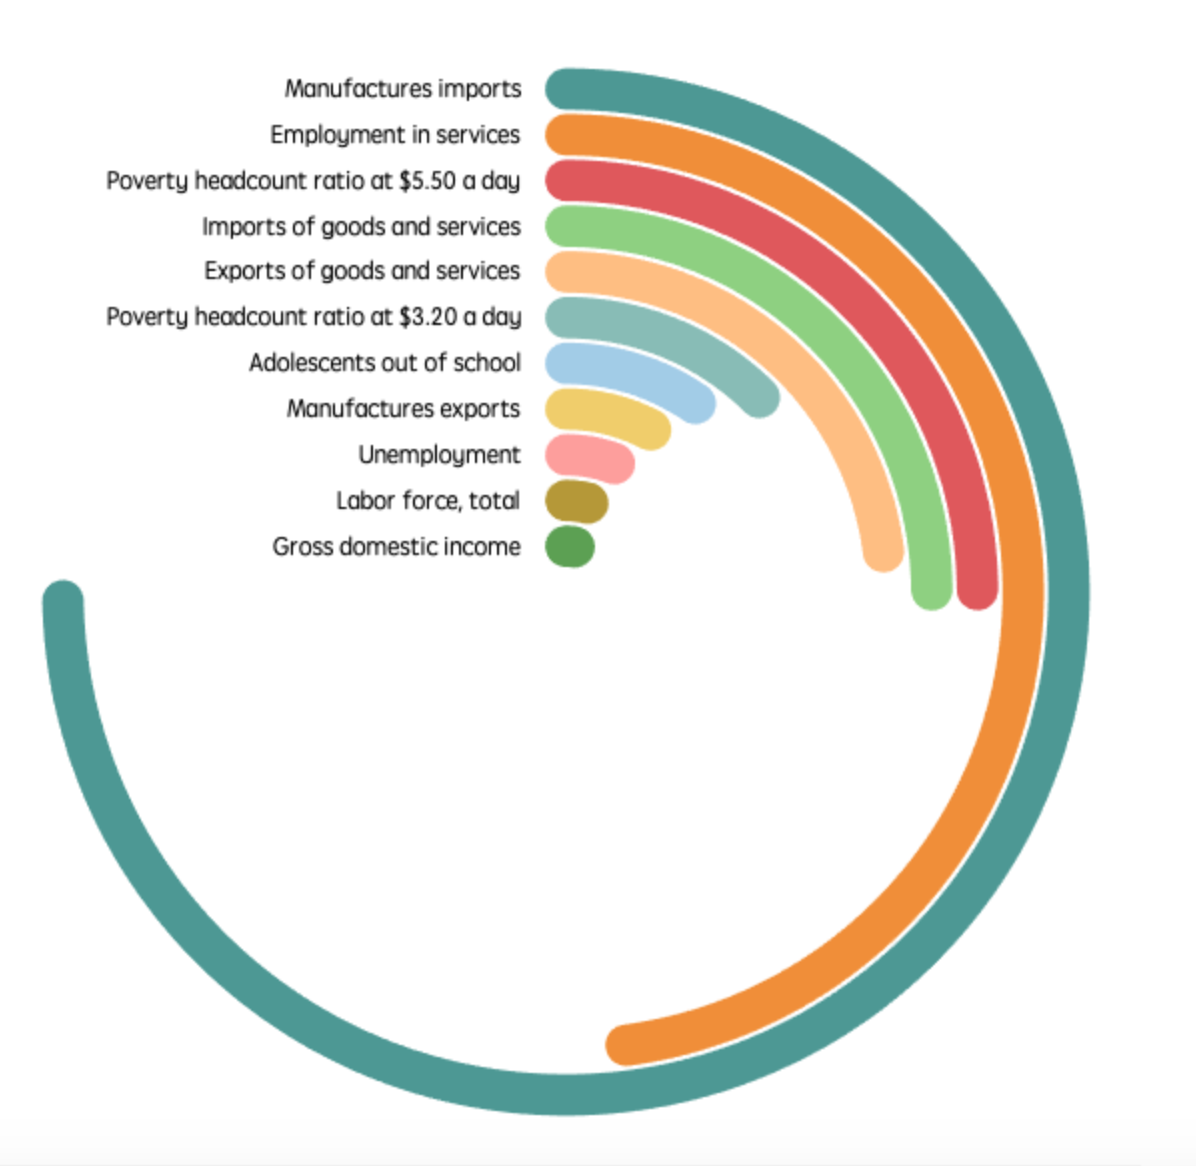 Manufactures imports
Employment in services
Poverty headcount ratio at $5.50 a day
Imports of goods and services
Exports of goods and services
Poverty headcount ratio at $3.20 a day
Adolescents out of school
Manufactures exports
Unemployment
Labor force, total
Gross domestic income